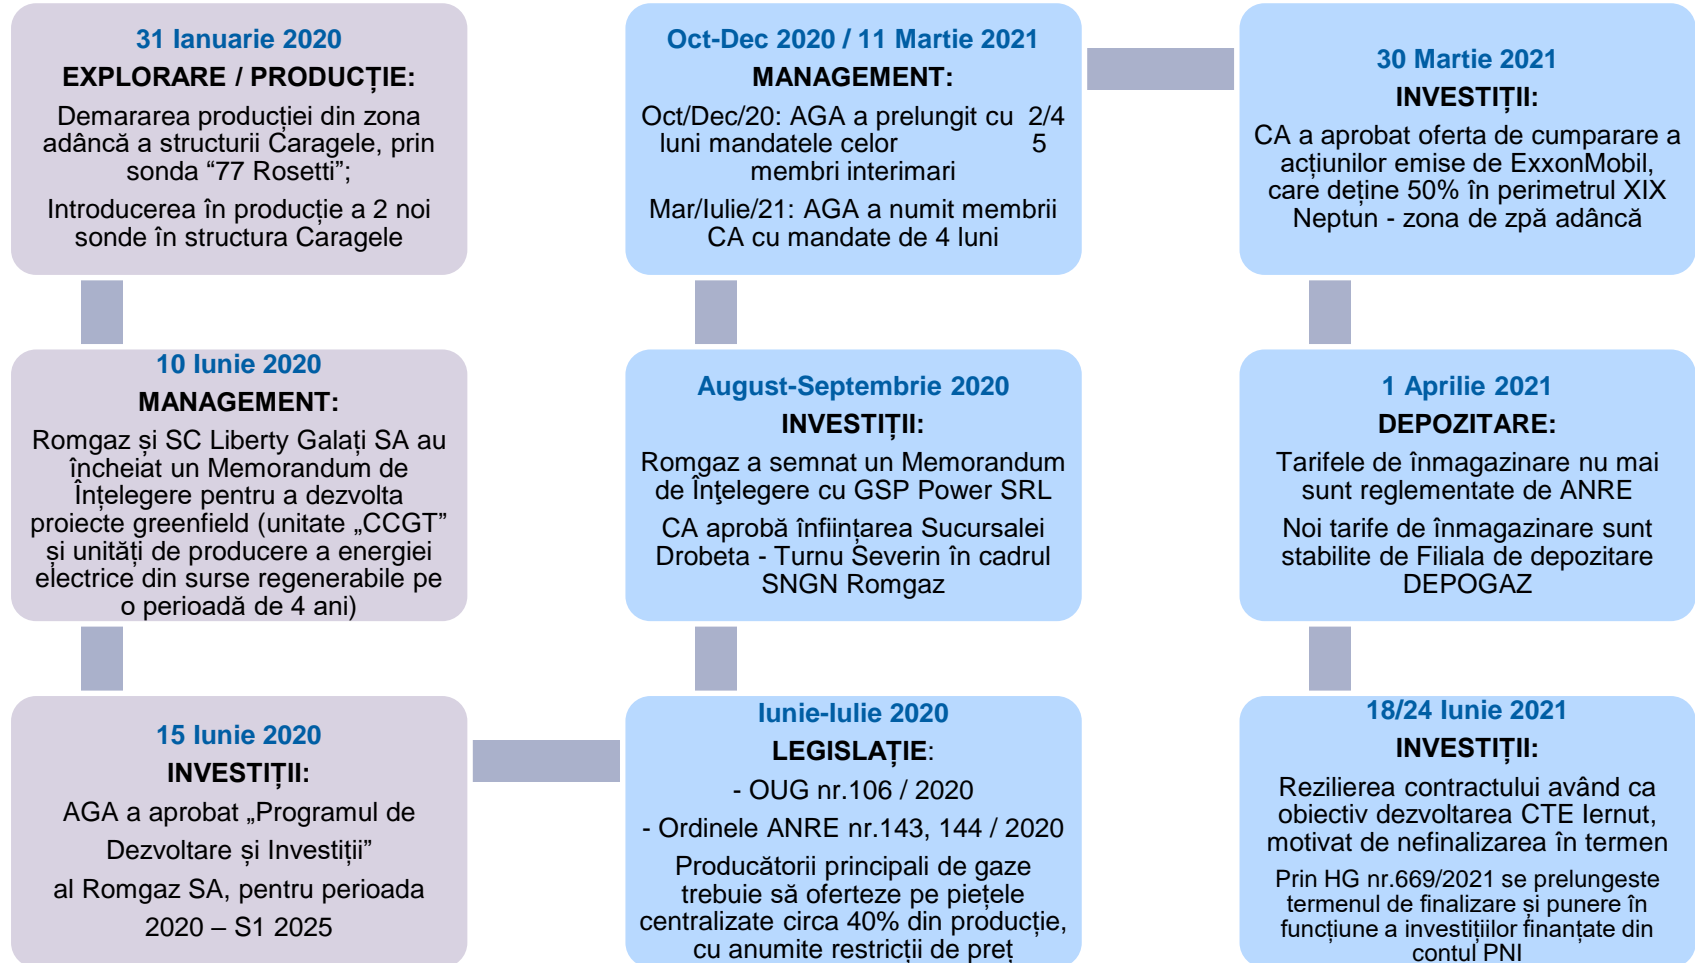 31 Ianuarie 2020
EXPLORARE / PRODUCȚIE:
Demararea producției din zona
adâncă a structurii Caragele, prin
sonda “77 Rosetti”;
Introducerea în producție a 2 noi
sonde în structura Caragele
10 Iunie 2020
MANAGEMENT:
Romgaz și SC Liberty Galați SA au
încheiat un Memorandum de
Înțelegere pentru a dezvolta
proiecte greenfield (unitate „CCGT”
și unități de producere a energiei
electrice din surse regenerabile pe
o perioadă de 4 ani)
15 Iunie 2020
INVESTIȚII:
AGA a aprobat „Programul de
Dezvoltare și Investiții”
al Romgaz SA, pentru perioada
2020 – S1 2025
Iunie-Iulie 2020
LEGISLAȚIE:
- OUG nr.106 / 2020
- Ordinele ANRE nr.143, 144 / 2020
Producătorii principali de gaze
trebuie să oferteze pe piețele
centralizate circa 40% din producție,
cu anumite restricții de preț
August-Septembrie 2020
INVESTIȚII:
Romgaz a semnat un Memorandum
de Înţelegere cu GSP Power SRL
CA aprobă înființarea Sucursalei
Drobeta - Turnu Severin în cadrul
SNGN Romgaz
Oct-Dec 2020 / 11 Martie 2021
MANAGEMENT:
Oct/Dec/20: AGA a prelungit cu 2/4
luni mandatele celor 5
membri interimari
Mar/Iulie/21: AGA a numit membrii
CA cu mandate de 4 luni
30 Martie 2021
INVESTIȚII:
CA a aprobat oferta de cumparare a
acțiunilor emise de ExxonMobil,
care deține 50% în perimetrul XIX
Neptun - zona de zpă adâncă
1 Aprilie 2021
DEPOZITARE:
Tarifele de înmagazinare nu mai
sunt reglementate de ANRE
Noi tarife de înmagazinare sunt
stabilite de Filiala de depozitare
DEPOGAZ
18/24 Iunie 2021
INVESTIȚII:
Rezilierea contractului având ca
obiectiv dezvoltarea CTE Iernut,
motivat de nefinalizarea în termen
Prin HG nr.669/2021 se prelungeste
termenul de finalizare și punere în
funcțiune a investițiilor finanțate din
contul PNI